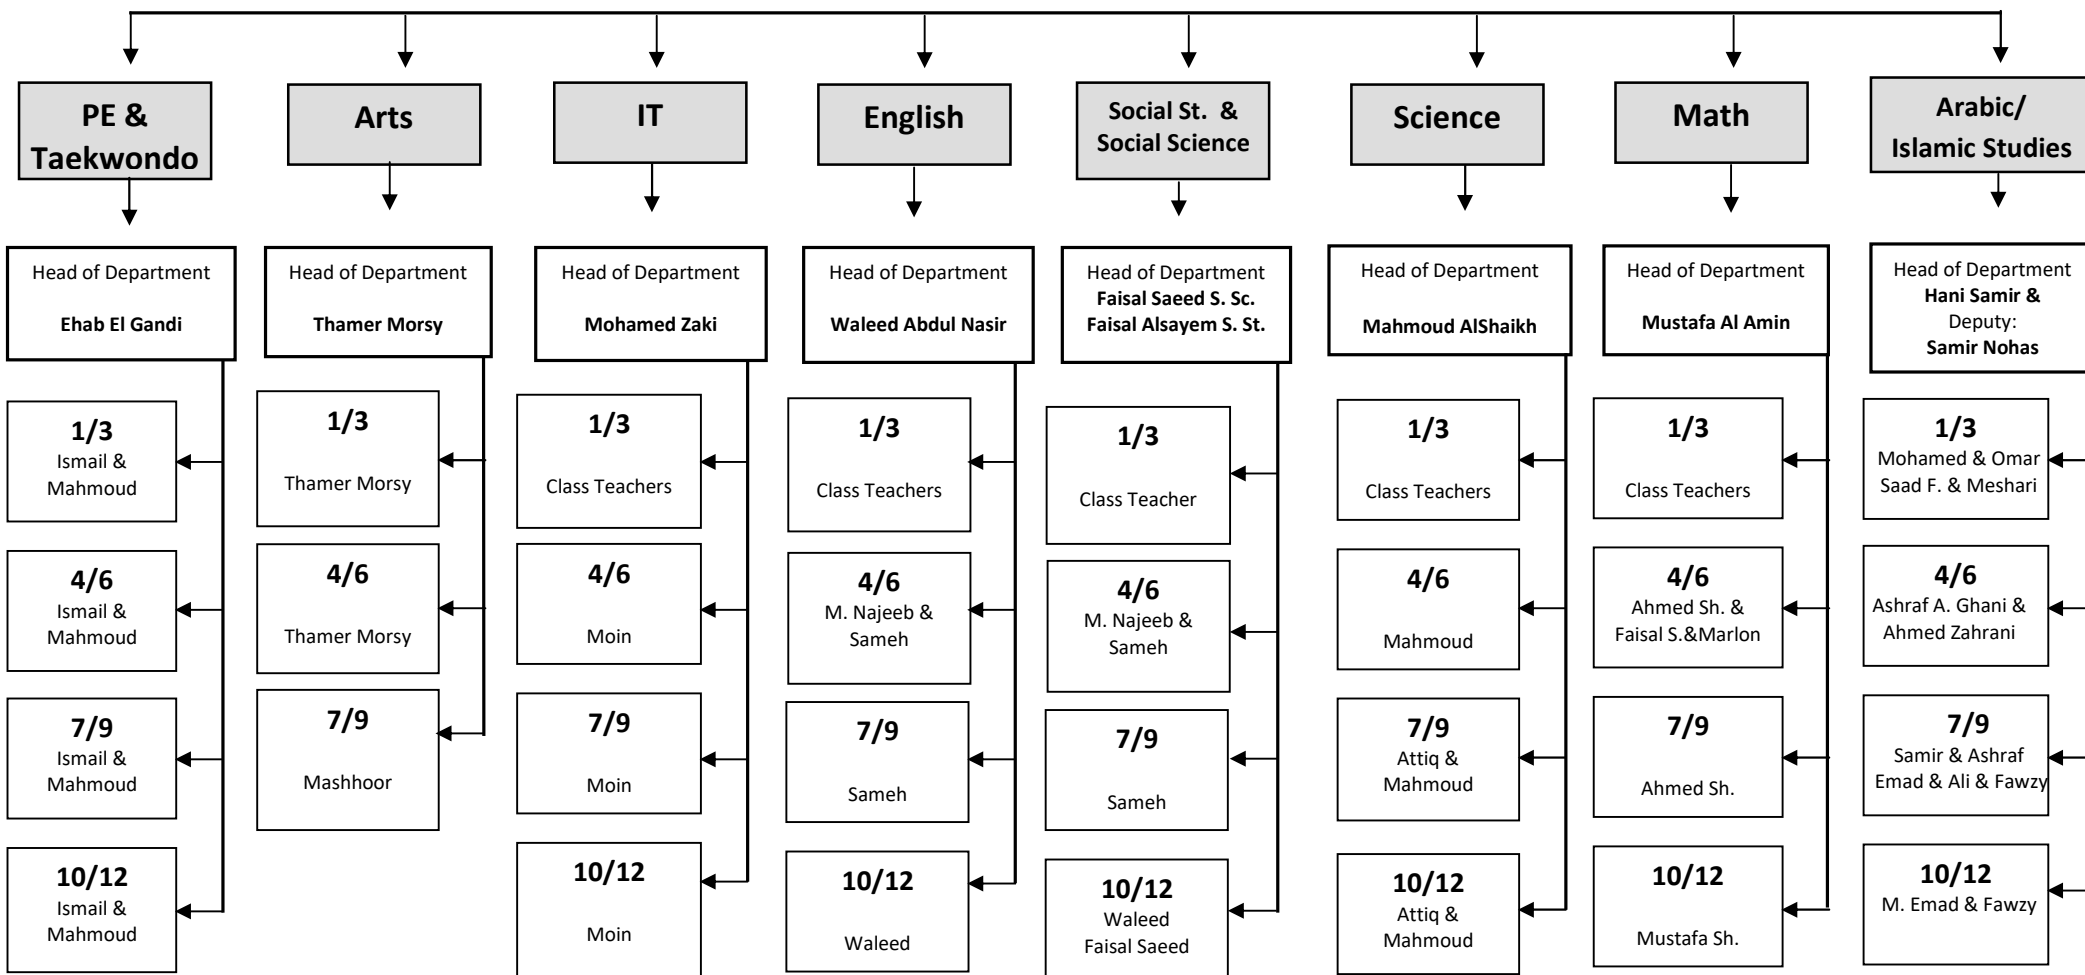 PE &
Taekwondo
Arts
IT
English
Social St. &
Social Science
Science
Math
Arabic/
Islamic Studies
Head of Department
Ehab El Gandi
Head of Department
Thamer Morsy
Head of Department
Mohamed Zaki
Head of Department
Waleed Abdul Nasir
Head of Department
Faisal Saeed S. Sc.
Faisal Alsayem S. St.
Head of Department
Mahmoud AlShaikh
Head of Department
Mustafa Al Amin
Head of Department
Hani Samir &
Deputy:
Samir Nohas
1/3
Ismail &
Mahmoud
1/3
Thamer Morsy
1/3
Class Teachers
1/3
Class Teachers
1/3
Class Teacher
1/3
Class Teachers
1/3
Class Teachers
1/3
Mohamed & Omar
Saad F. & Meshari
4/6
Ismail &
Mahmoud
4/6
Thamer Morsy
4/6
Moin
4/6
M. Najeeb &
Sameh
4/6
M. Najeeb &
Sameh
4/6
Mahmoud
4/6
Ahmed Sh. &
Faisal S.&Marlon
4/6
Ashraf A. Ghani &
Ahmed Zahrani
7/9
Ismail &
Mahmoud
7/9
Mashhoor
7/9
Moin
7/9
Sameh
7/9
Sameh
7/9
Attiq &
Mahmoud
7/9
Ahmed Sh.
7/9
Samir & Ashraf
Emad & Ali & Fawzy
10/12
Ismail &
Mahmoud
10/12
Moin
10/12
Waleed
10/12
Waleed
Faisal Saeed
10/12
Attiq &
Mahmoud
10/12
Mustafa Sh.
10/12
M. Emad & Fawzy